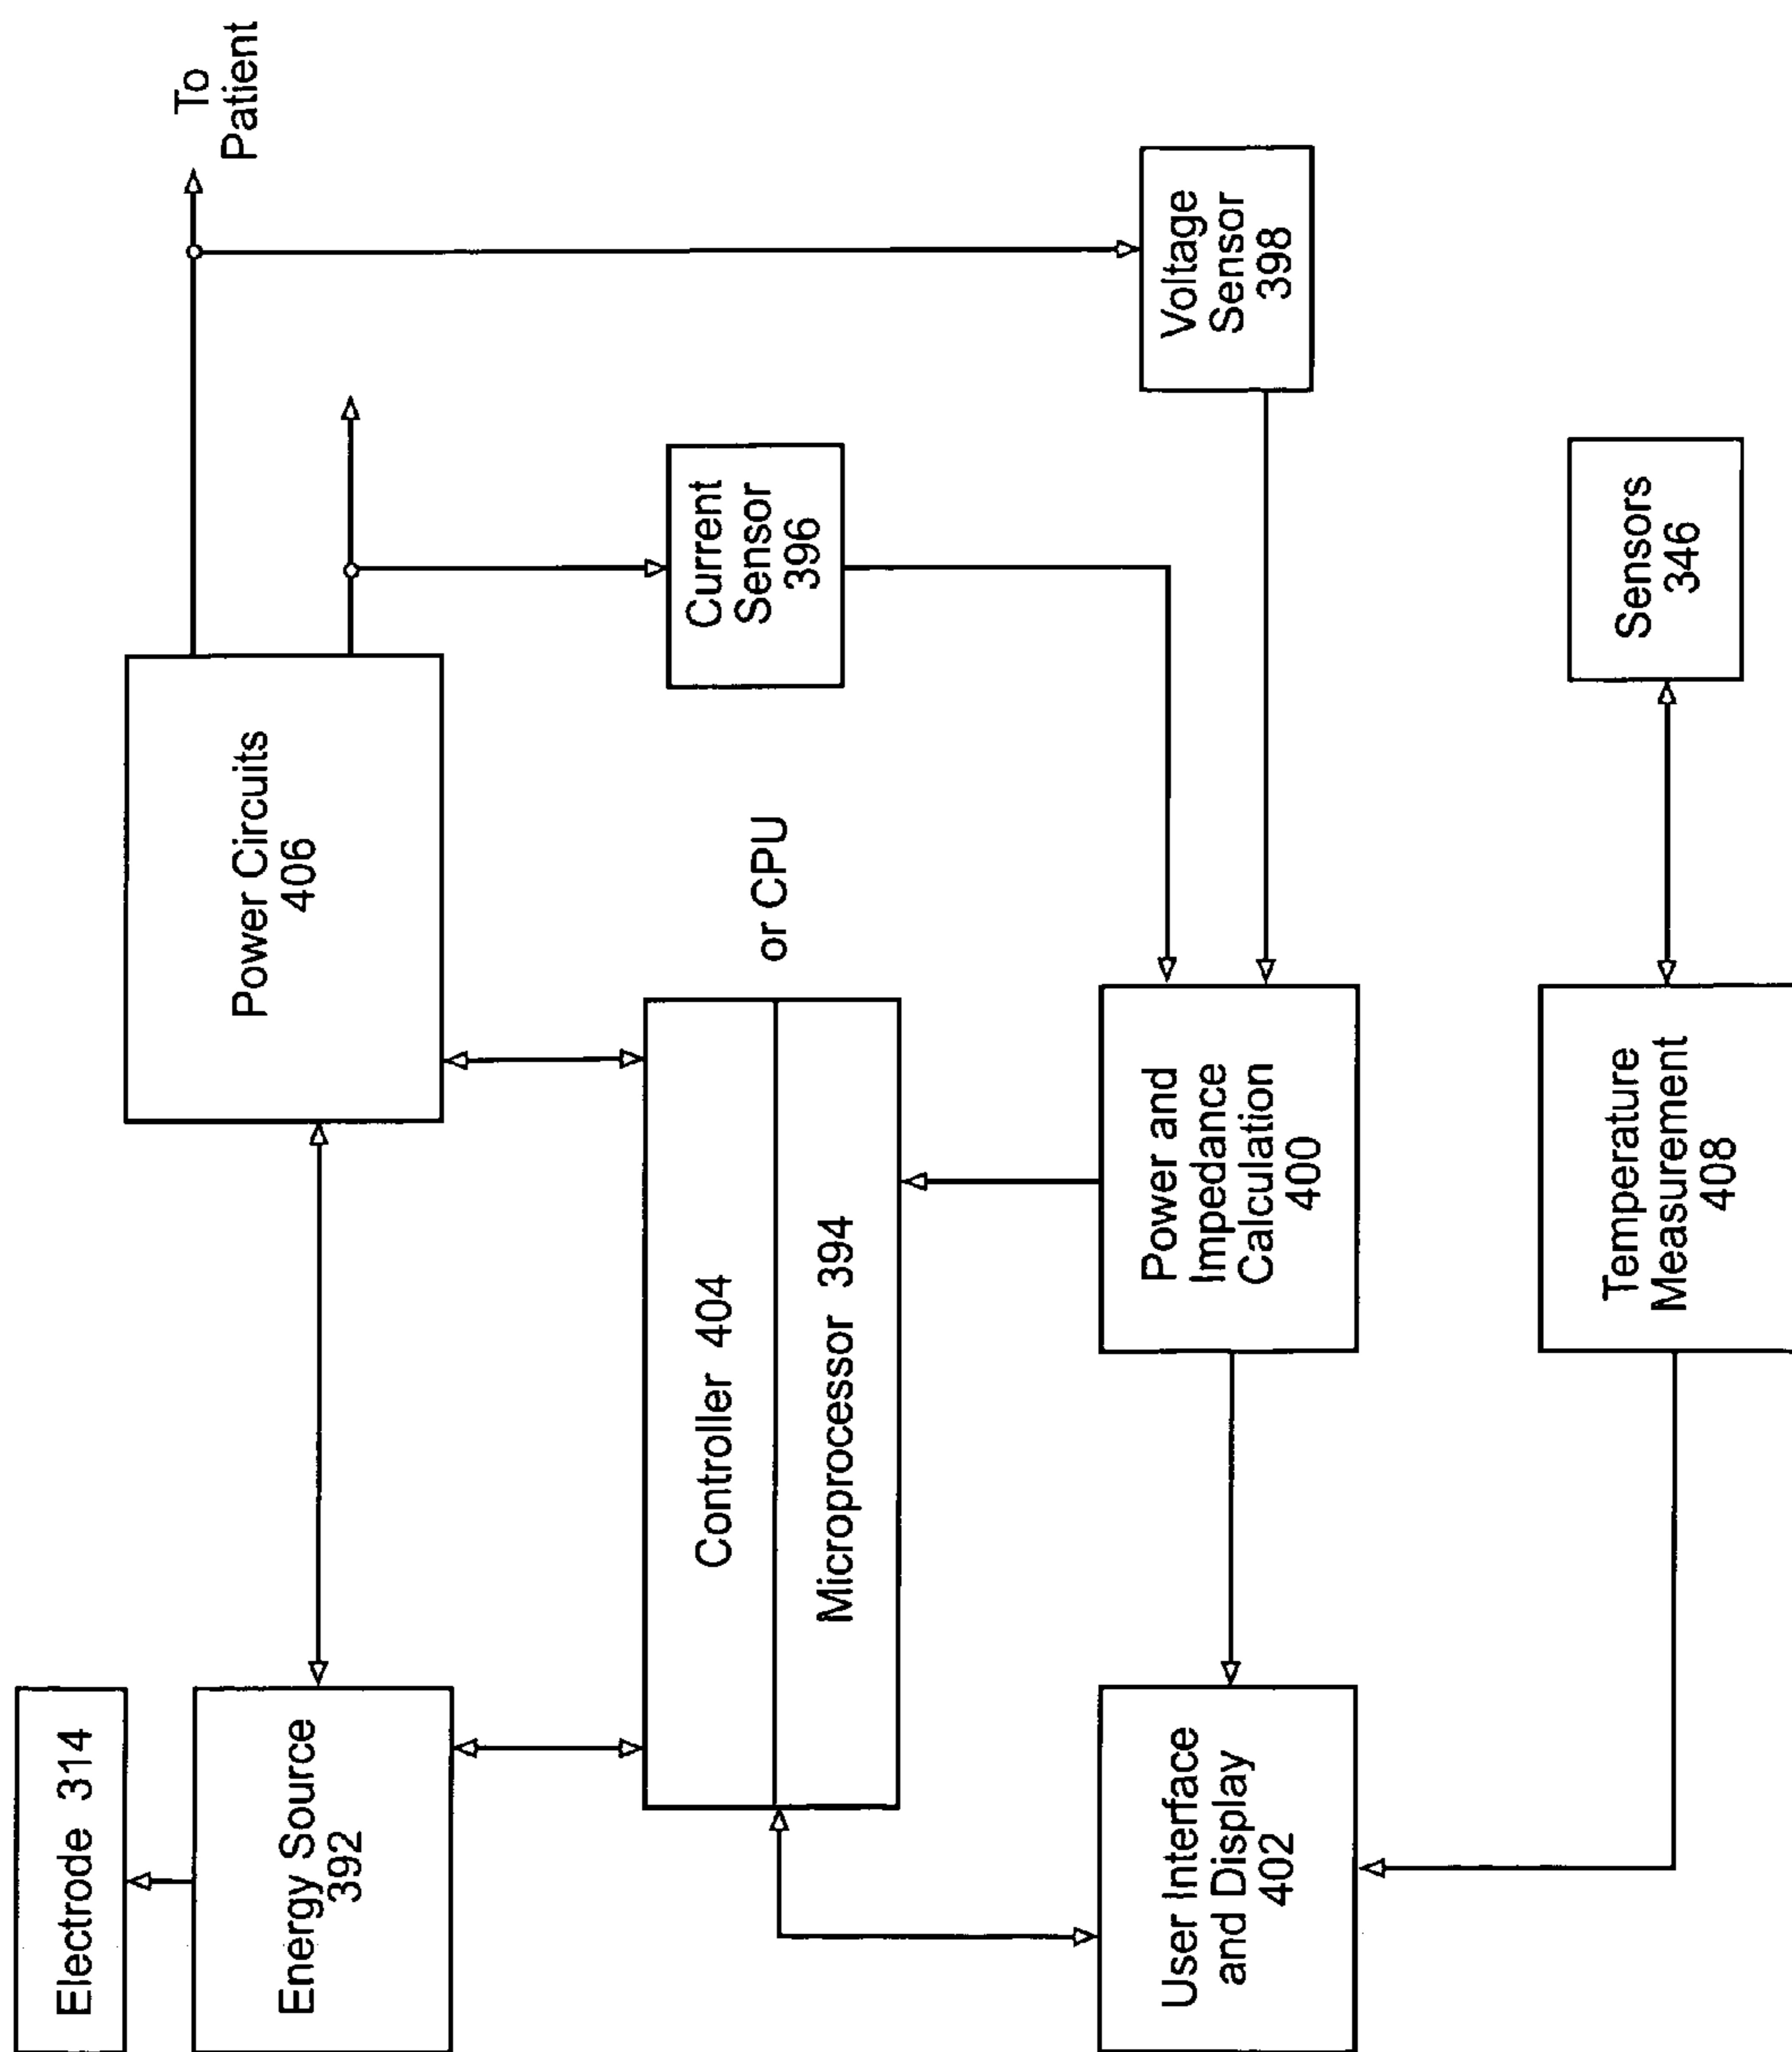 Electrode 314
Energy Source
392
Power Circuits
406
To
Patient
Controller 404
Microprocessor 394
or CPU
Current
Sensor
396
Voltage
Sensor
398
User Interface
and Display
402
Power and
Impedance
Calculation
400
Temperature
Measurement
408
Sensors
346